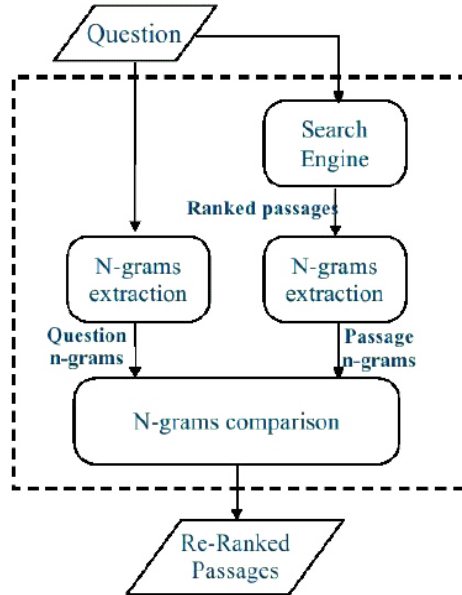 Question
Search
Engine
Ranked passages
N-grams
extraction
N-grams
extraction
Question
n-grams
Passage
n-grams
N-grams comparison
Re-Ranked
Passages